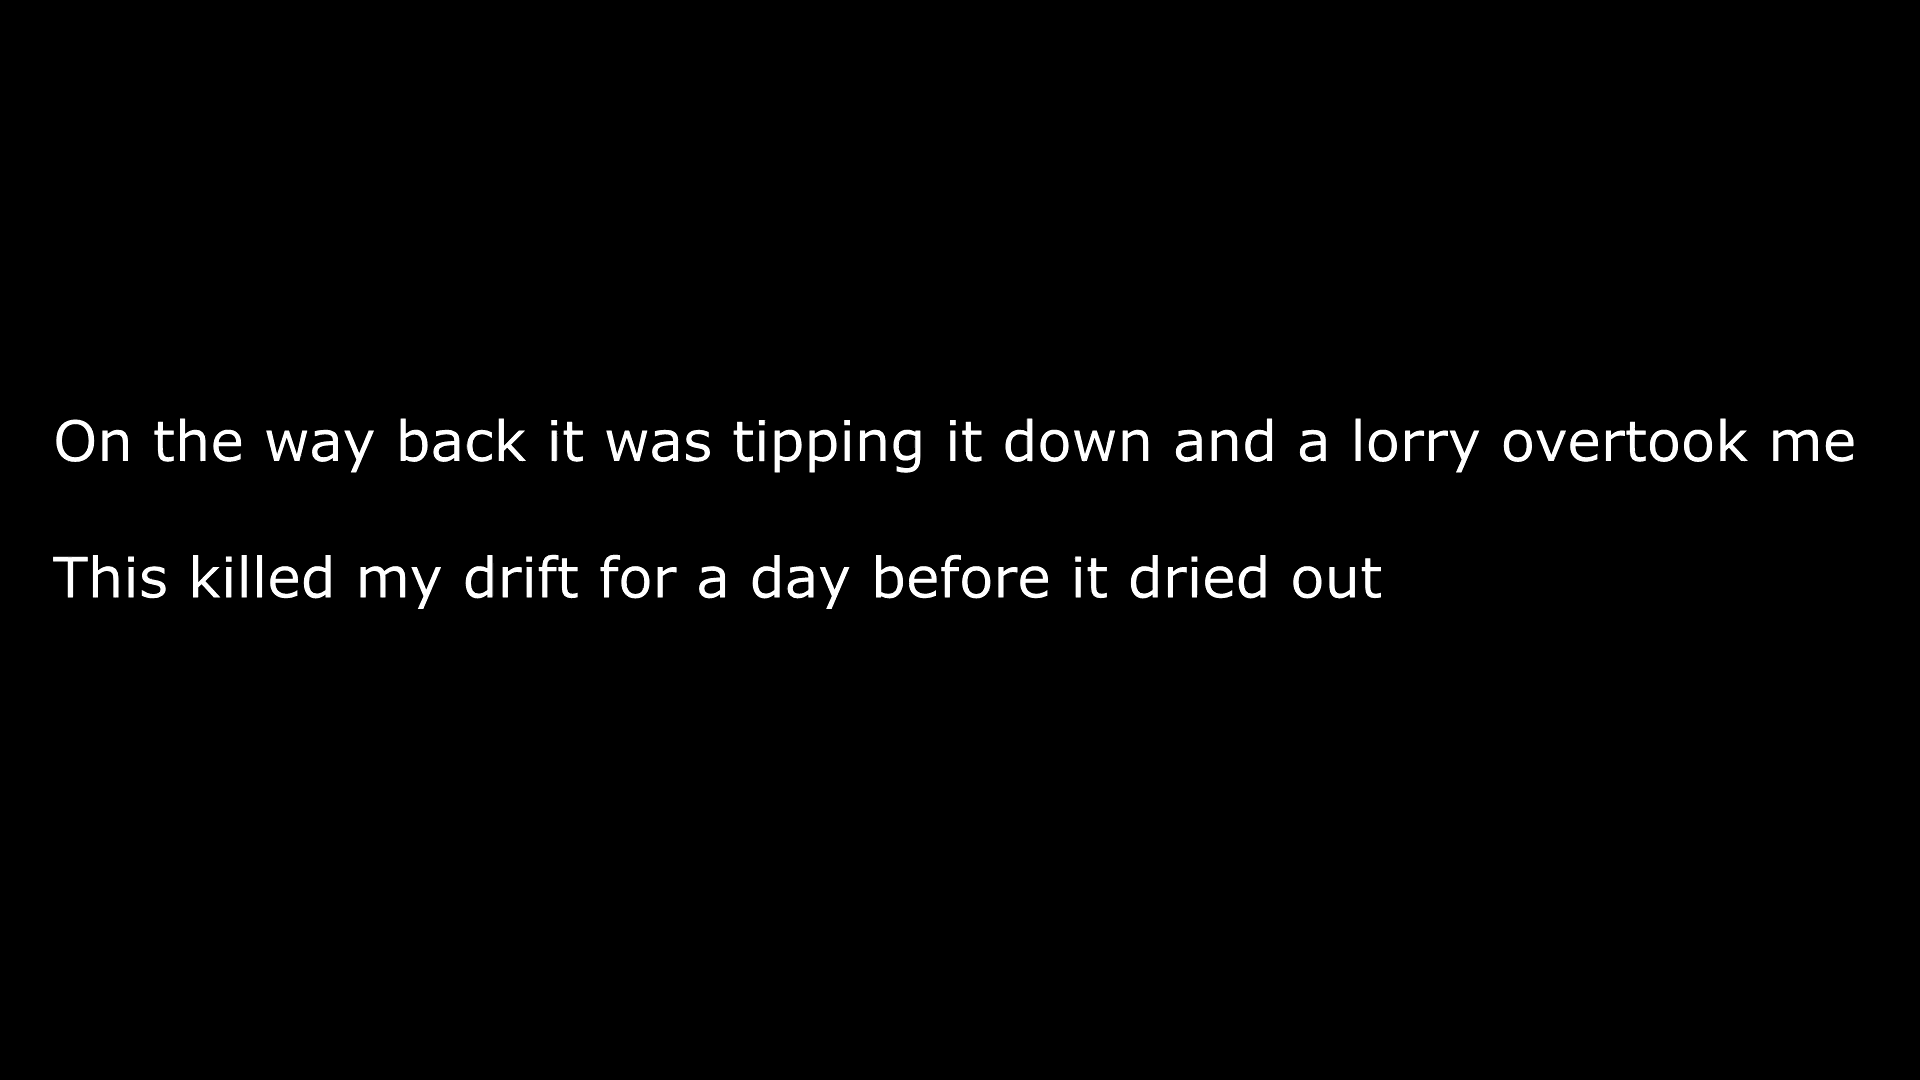 On the way back it was tipping it down and a lorry overtook me
This killed my drift for a day before it dried out